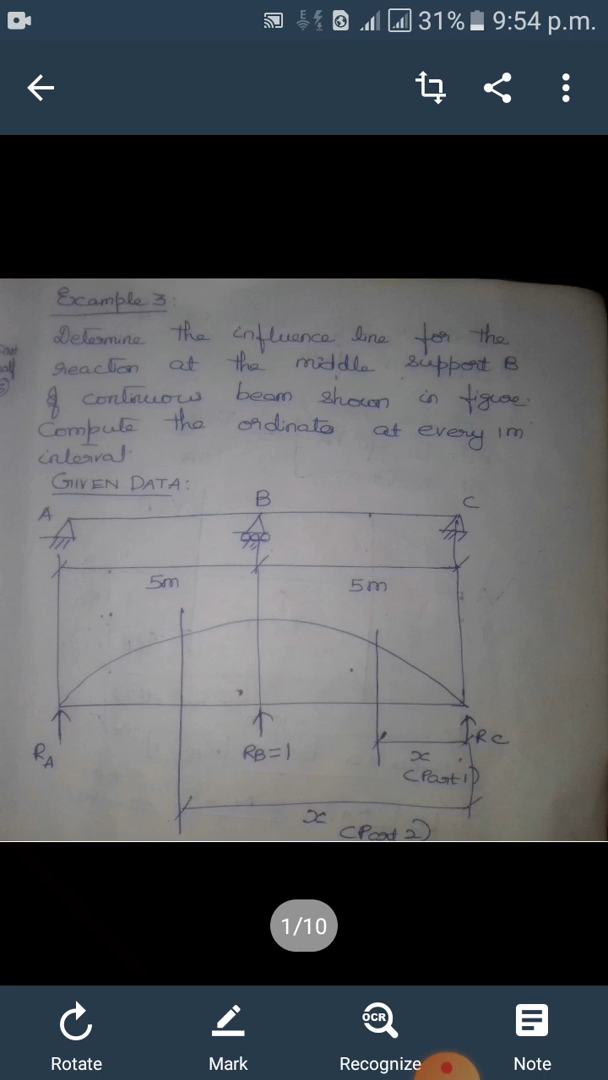 31% 9:54 p.m.
Example 3:
Determine the influence line for the
reaction at the middle support B
of continuous beam shown in figure.
Compute the ordinates at every 1m
interval.
GIVEN DATA:
A B C
5m 5m
RA RB=1 RC
x
(Part 1)
x
(Part 2)
1/10
OCR
Rotate Mark Recognize Note